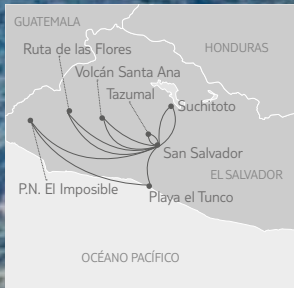 GUATEMALA
HONDURAS
Ruta de las Flores
Volcán Santa Ana
Tazumal
Suchitoto
San Salvador
EL SALVADOR
P.N. El Imposible
Playa el Tunco
OCÉANO PACÍFICO